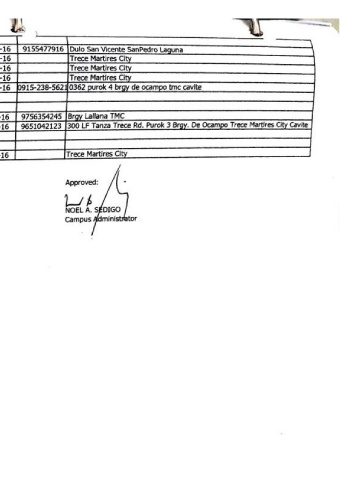 -16 9155477916 Dulo San Vicente SanPedro Laguna
-16 Trece Martires City
-16 Trece Martires City
-16 Trece Martires City
-16 0915-238-5621 0362 purok 4 brgy de ocampo tmc cavite
-16 9756354245 Brgy Lallana TMC
-16 9651042123 300 LF Tanza Trece Rd. Purok 3 Brgy. De Ocampo Trece Martires City Cavite
-16 Trece Martires City
Approved:
NOEL A. SEDIGO
Campus Administrator